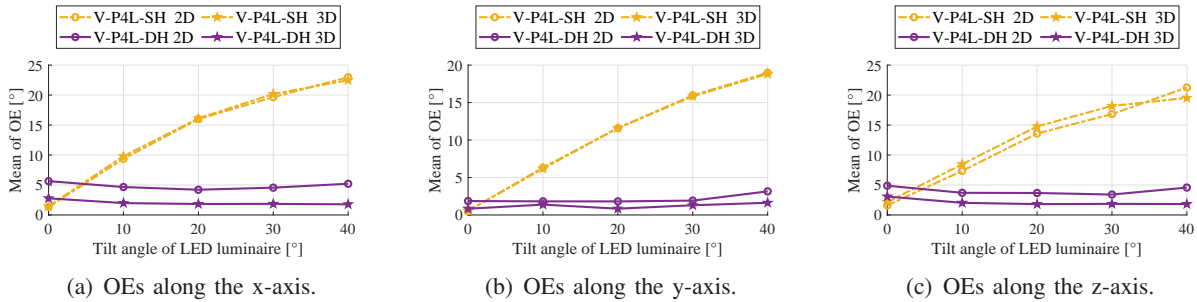 V-P4L-SH 2D V-P4L-SH 3D
V-P4L-DH 2D V-P4L-DH 3D
25
20
15
10
5
0
Mean of OE [°]
0 10 20 30 40
Tilt angle of LED luminaire [°]
(a) OEs along the x-axis.
V-P4L-SH 2D V-P4L-SH 3D
V-P4L-DH 2D V-P4L-DH 3D
20
15
10
5
0
Mean of OE [°]
0 10 20 30 40
Tilt angle of LED luminaire [°]
(b) OEs along the y-axis.
V-P4L-SH 2D V-P4L-SH 3D
V-P4L-DH 2D V-P4L-DH 3D
25
20
15
10
5
0
Mean of OE [°]
0 10 20 30 40
Tilt angle of LED luminaire [°]
(c) OEs along the z-axis.